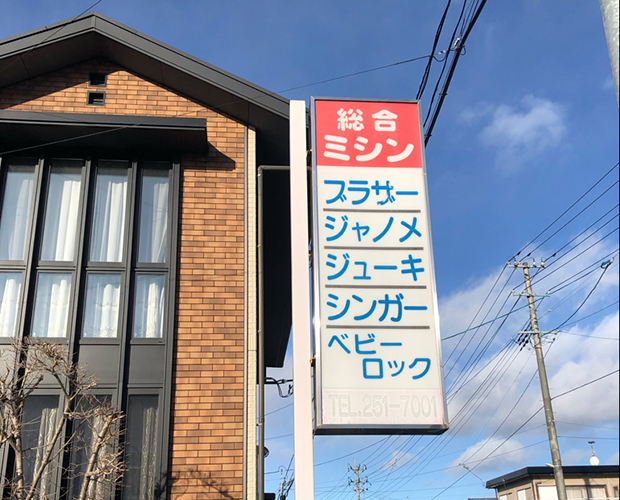 総合
ミシン
ブラザー
ジャノメ
ジューキ
シンガー
ベビー
ロック
TEL.251-7001